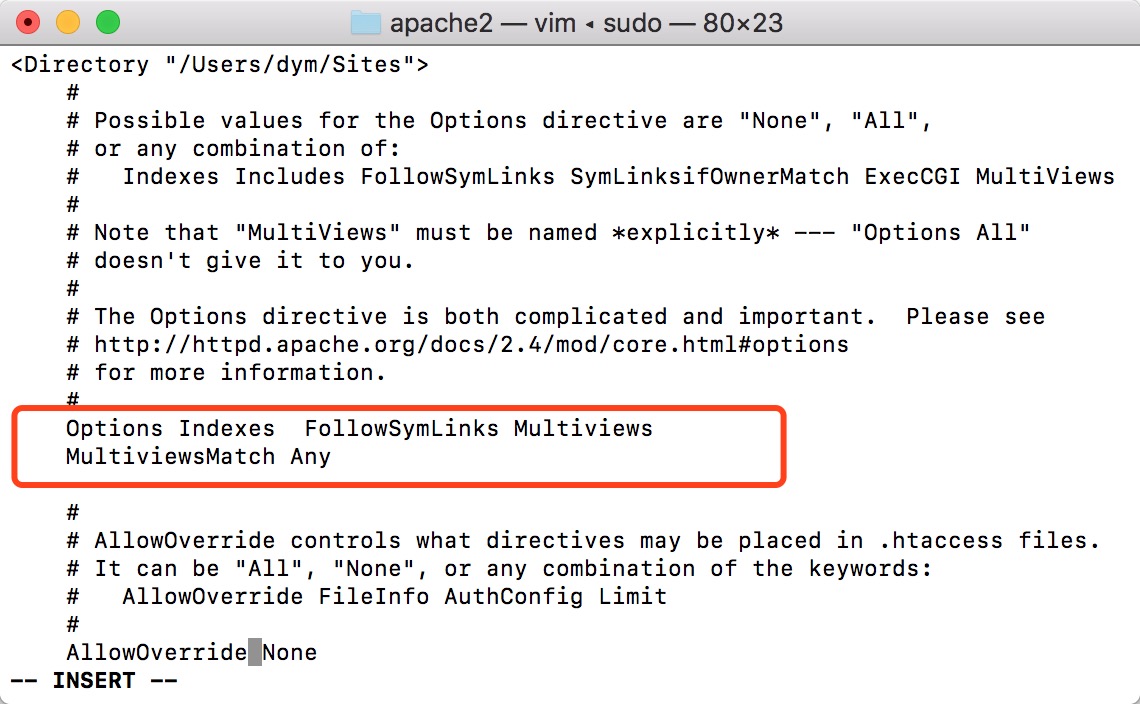 apache2 — vim ◂ sudo — 80×23
<Directory "/Users/dym/Sites">
    #
    # Possible values for the Options directive are "None", "All",
    # or any combination of:
    #   Indexes Includes FollowSymLinks SymLinksifOwnerMatch ExecCGI MultiViews
    #
    # Note that "MultiViews" must be named *explicitly* --- "Options All"
    # doesn't give it to you.
    #
    # The Options directive is both complicated and important.  Please see
    # http://httpd.apache.org/docs/2.4/mod/core.html#options
    # for more information.
    #
    Options Indexes  FollowSymLinks Multiviews
    MultiviewsMatch Any
    #
    # AllowOverride controls what directives may be placed in .htaccess files.
    # It can be "All", "None", or any combination of the keywords:
    #   AllowOverride FileInfo AuthConfig Limit
    #
    AllowOverride None
-- INSERT --